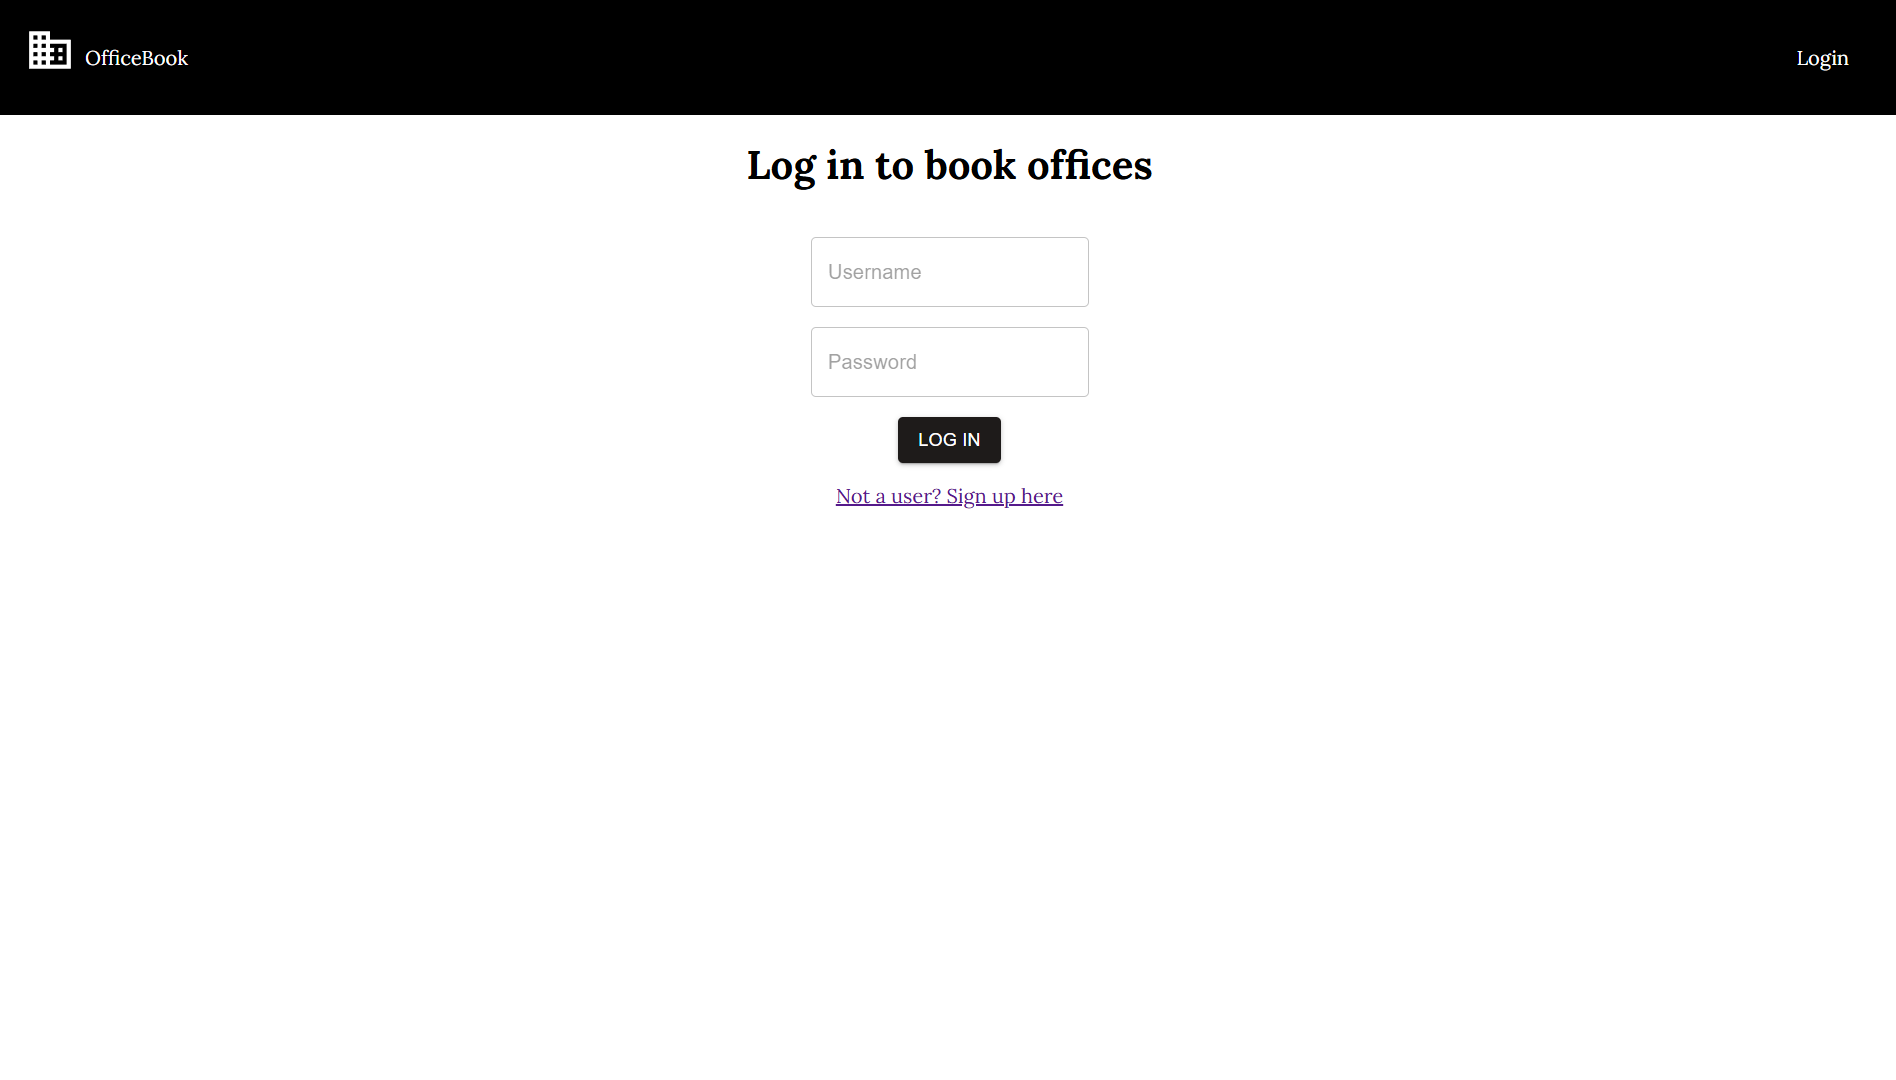 OfficeBook
Login
Log in to book offices
Username
Password
LOG IN
Not a user? Sign up here